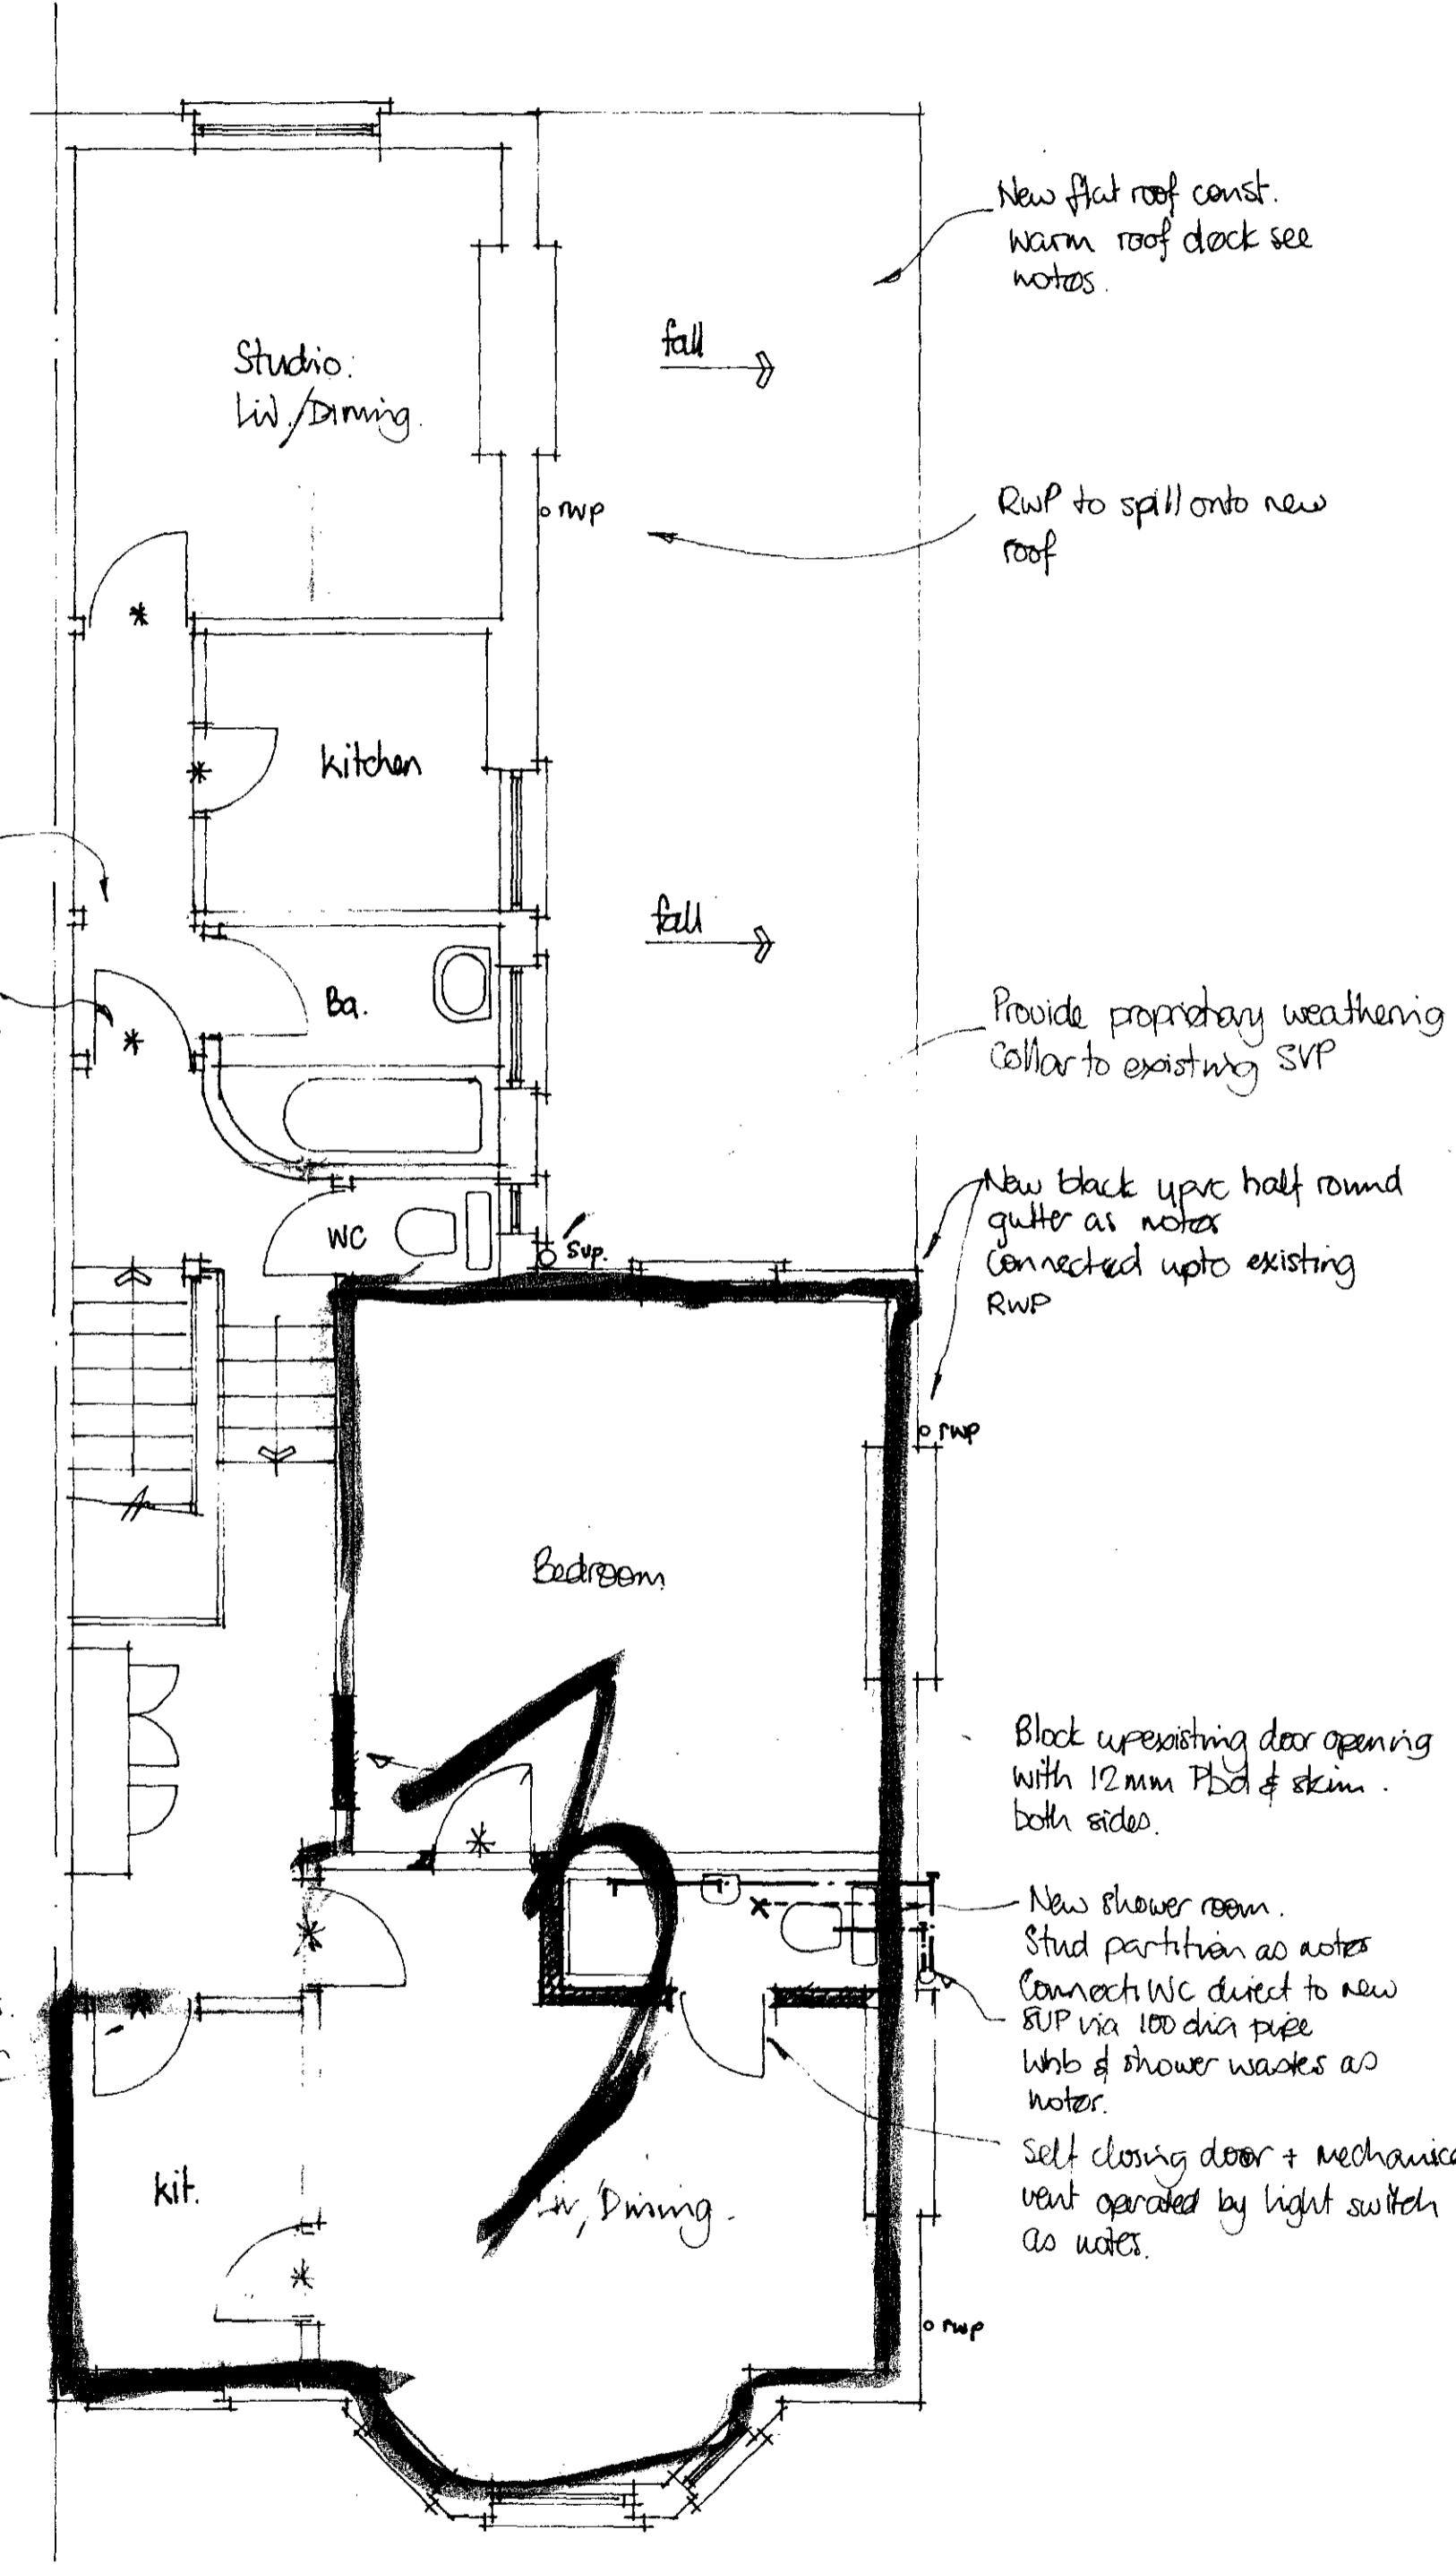 New flat roof const.
warm roof deck see
notes.
Studio.
Liv./Dining.
fall
rwp
RWP to spill onto new
roof
kitchen
fall
Ba.
Provide proprietary weathering
collar to existing SVP
WC
svp.
New black upvc half round
gutter as notes
connected upto existing
RWP
rwp
Bedroom
Block up existing door opening
with 12mm Pbd & skim.
both sides.
New shower room.
Stud partition as notes
Connect WC direct to new
SVP via 100 dia pipe
Whb & shower wastes as
notes.
Self closing door + mechanica
vent operated by light switch
as notes.
kit.
Liv/Dining.
rwp